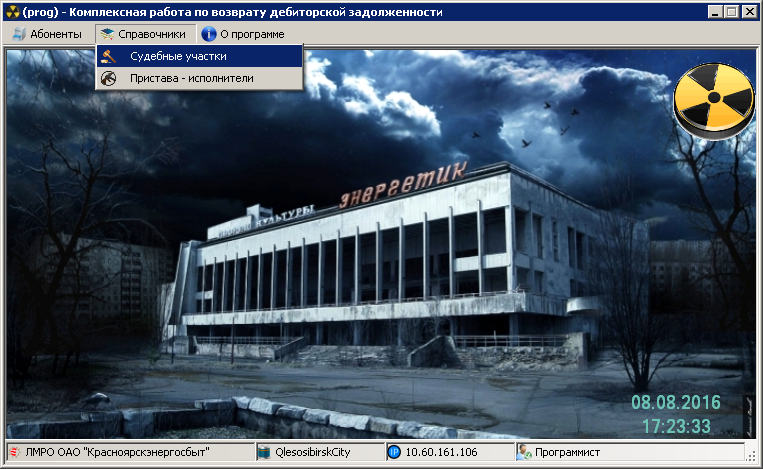 (prog) - Комплексная работа по возврату дебиторской задолженности
Абоненты Справочники О программе
Судебные участки
Пристава - исполнители
энергетик
КУЛЬТУРЫ
08.08.2016
17:23:33
ЛМРО ОАО "Красноярскэнергосбыт" QlesosibirskCity IP 10.60.161.106 Программист